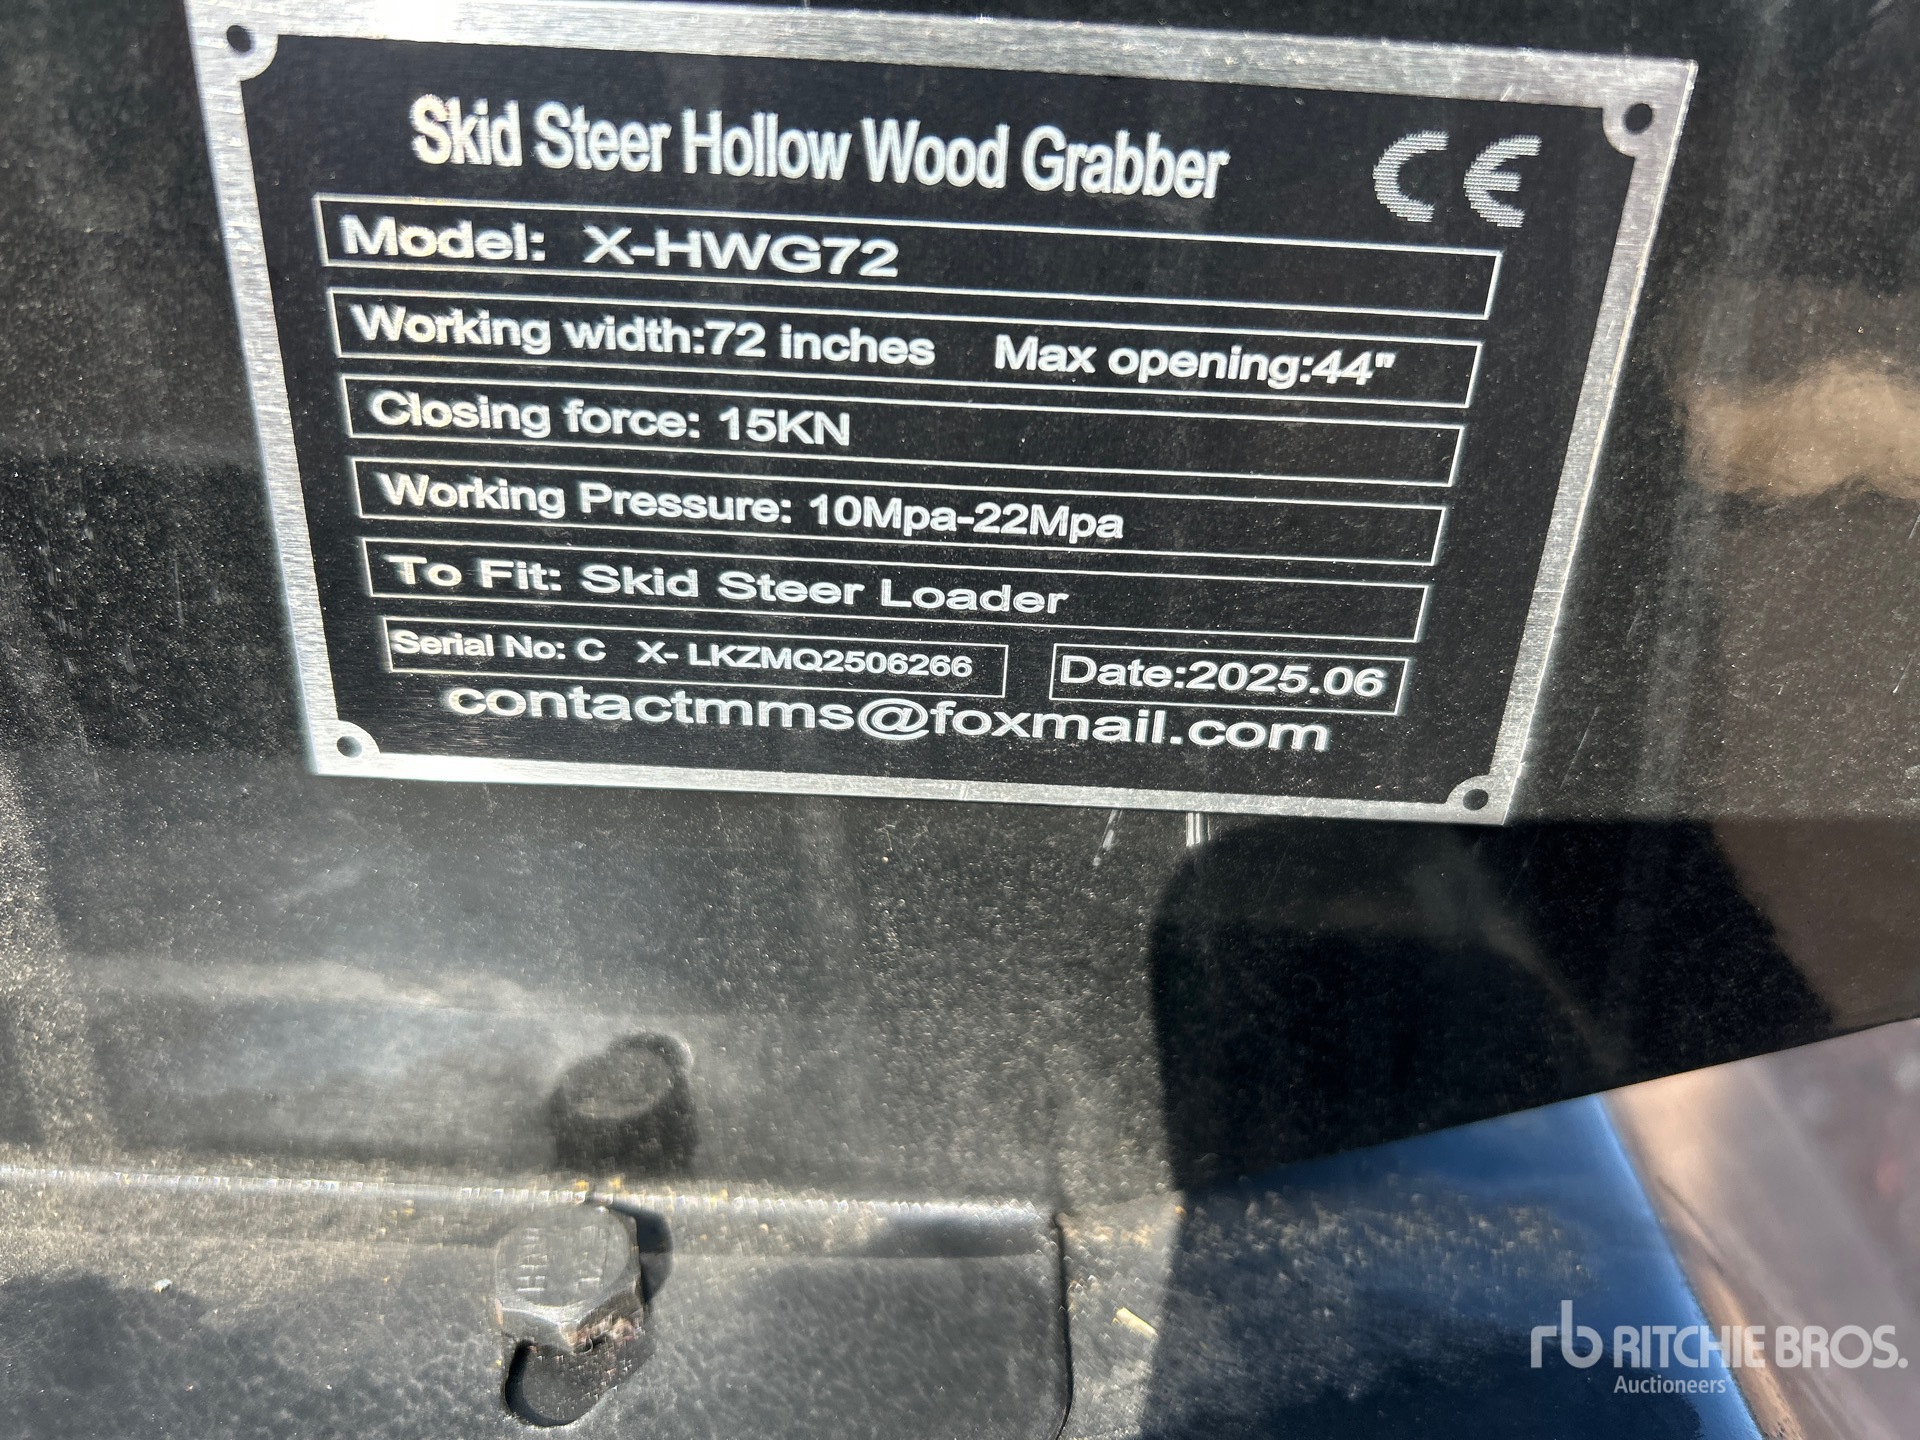 Skid Steer Hollow Wood Grabber CE
Model: X-HWG72
Working width:72 inches Max opening:44"
Closing force: 15KN
Working Pressure: 10Mpa-22Mpa
To Fit: Skid Steer Loader
Serial No: C X- LKZMQ2506266 Date:2025.06
contactmms@foxmail.com
rb RITCHIE BROS.
Auctioneers